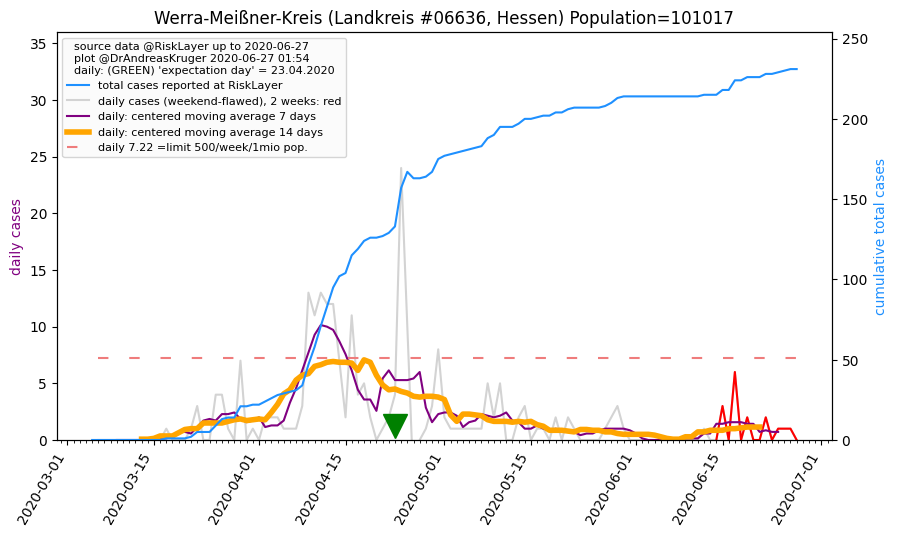 Werra-Meißner-Kreis (Landkreis #06636, Hessen) Population=101017
source data @RiskLayer up to 2020-06-27
plot @DrAndreasKruger 2020-06-27 01:54
daily: (GREEN) 'expectation day' = 23.04.2020
total cases reported at RiskLayer
daily cases (weekend-flawed), 2 weeks: red
daily: centered moving average 7 days
daily: centered moving average 14 days
daily 7.22 =limit 500/week/1mio pop.
daily cases
35
30
25
20
15
10
5
0
cumulative total cases
250
200
150
100
50
0
2020-03-01
2020-03-15
2020-04-01
2020-04-15
2020-05-01
2020-05-15
2020-06-01
2020-06-15
2020-07-01